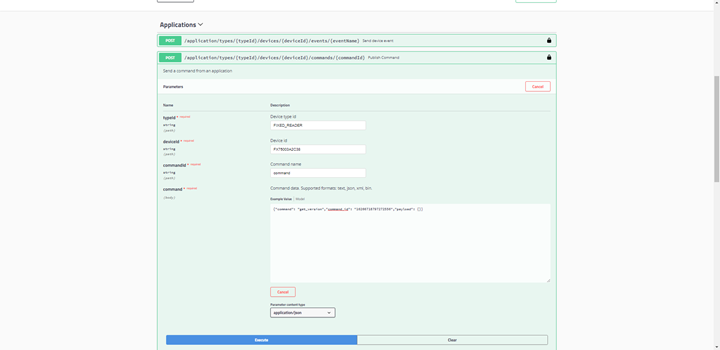 Applications
POST /application/types/{typeId}/devices/{deviceId}/events/{eventName} Send device event
POST /application/types/{typeId}/devices/{deviceId}/commands/{commandId} Publish Command
Send a command from an application
Parameters
Cancel
Name Description
typeId * required Device type id
string FIXED_READER
(path)
deviceId * required Device id
string
(path)
commandId * required Command name
string command
(path)
command * required Command data. Supported formats: text, json, xml, bin
(body)
Example Value Model
{"command": "get_version","command_id":
Cancel
Parameter content type
application/json
Execute Clear